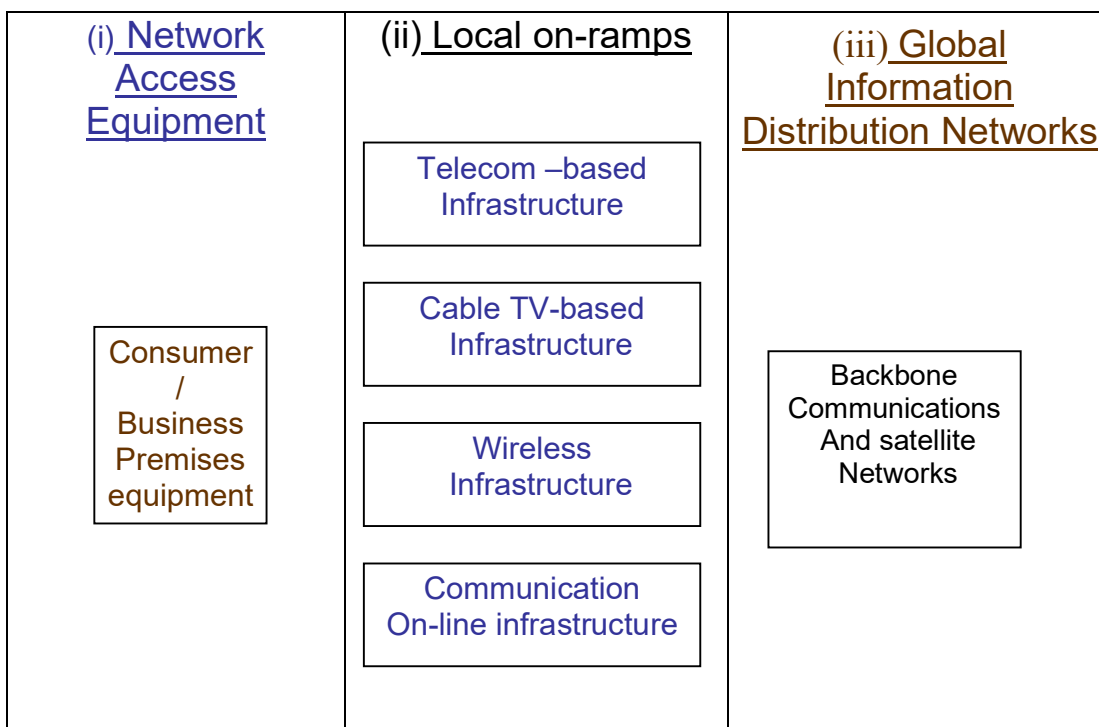 (i) Network
Access
Equipment
Consumer
/
Business
Premises
equipment
(ii) Local on-ramps
Telecom –based
Infrastructure
Cable TV-based
Infrastructure
Wireless
Infrastructure
Communication
On-line infrastructure
(iii) Global
Information
Distribution Networks
Backbone
Communications
And satellite
Networks